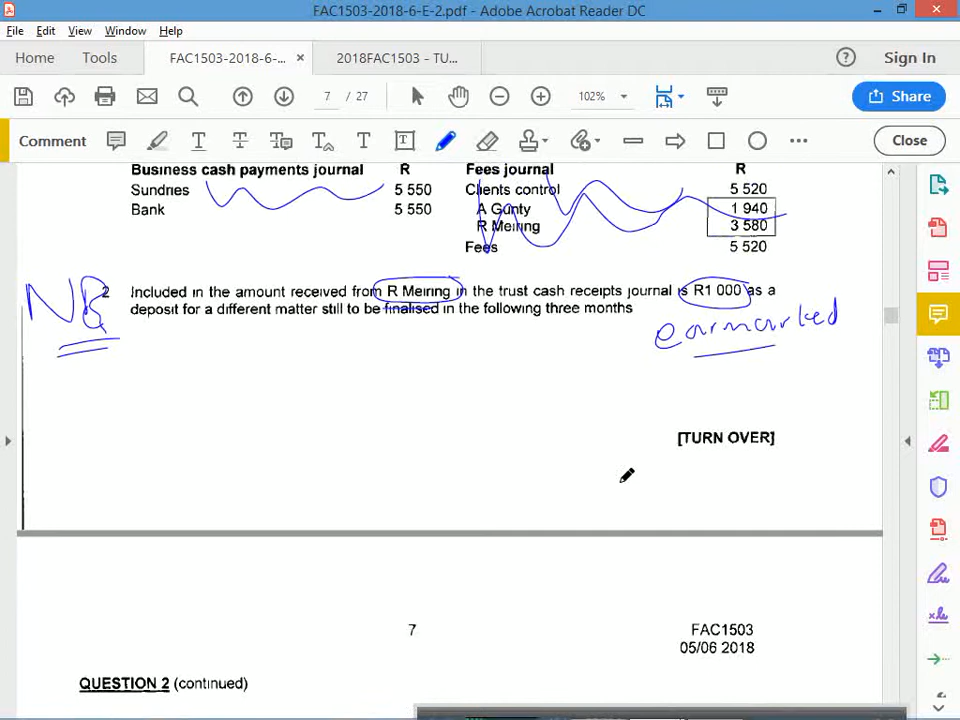 FAC1503-2018-6-E-2.pdf - Adobe Acrobat Reader DC
File Edit View Window Help
Home Tools FAC1503-2018-6-... × 2018FAC1503 - TU... ? Sign In
7 / 27 102% Share
Comment T T T T T Close
Business cash payments journal R Fees journal R
Sundries 5 550 Clients control 5 520
Bank 5 550 A Gunty 1 940
R Meiring 3 580
Fees 5 520
NB
2 Included in the amount received from R Meiring in the trust cash receipts journal is R1 000 as a
deposit for a different matter still to be finalised in the following three months
earmarked
[TURN OVER]
7 FAC1503
05/06 2018
QUESTION 2 (continued)